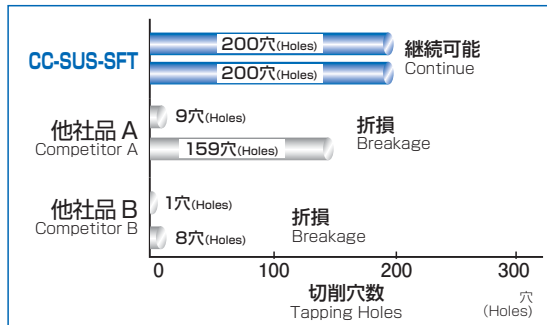 CC-SUS-SFT
200穴(Holes)
200穴(Holes)
継続可能
Continue
他社品 A
Competitor A
9穴(Holes)
159穴(Holes)
折損
Breakage
他社品 B
Competitor B
1穴(Holes)
8穴(Holes)
折損
Breakage
0 100 200 300
切削穴数
Tapping Holes
穴
(Holes)